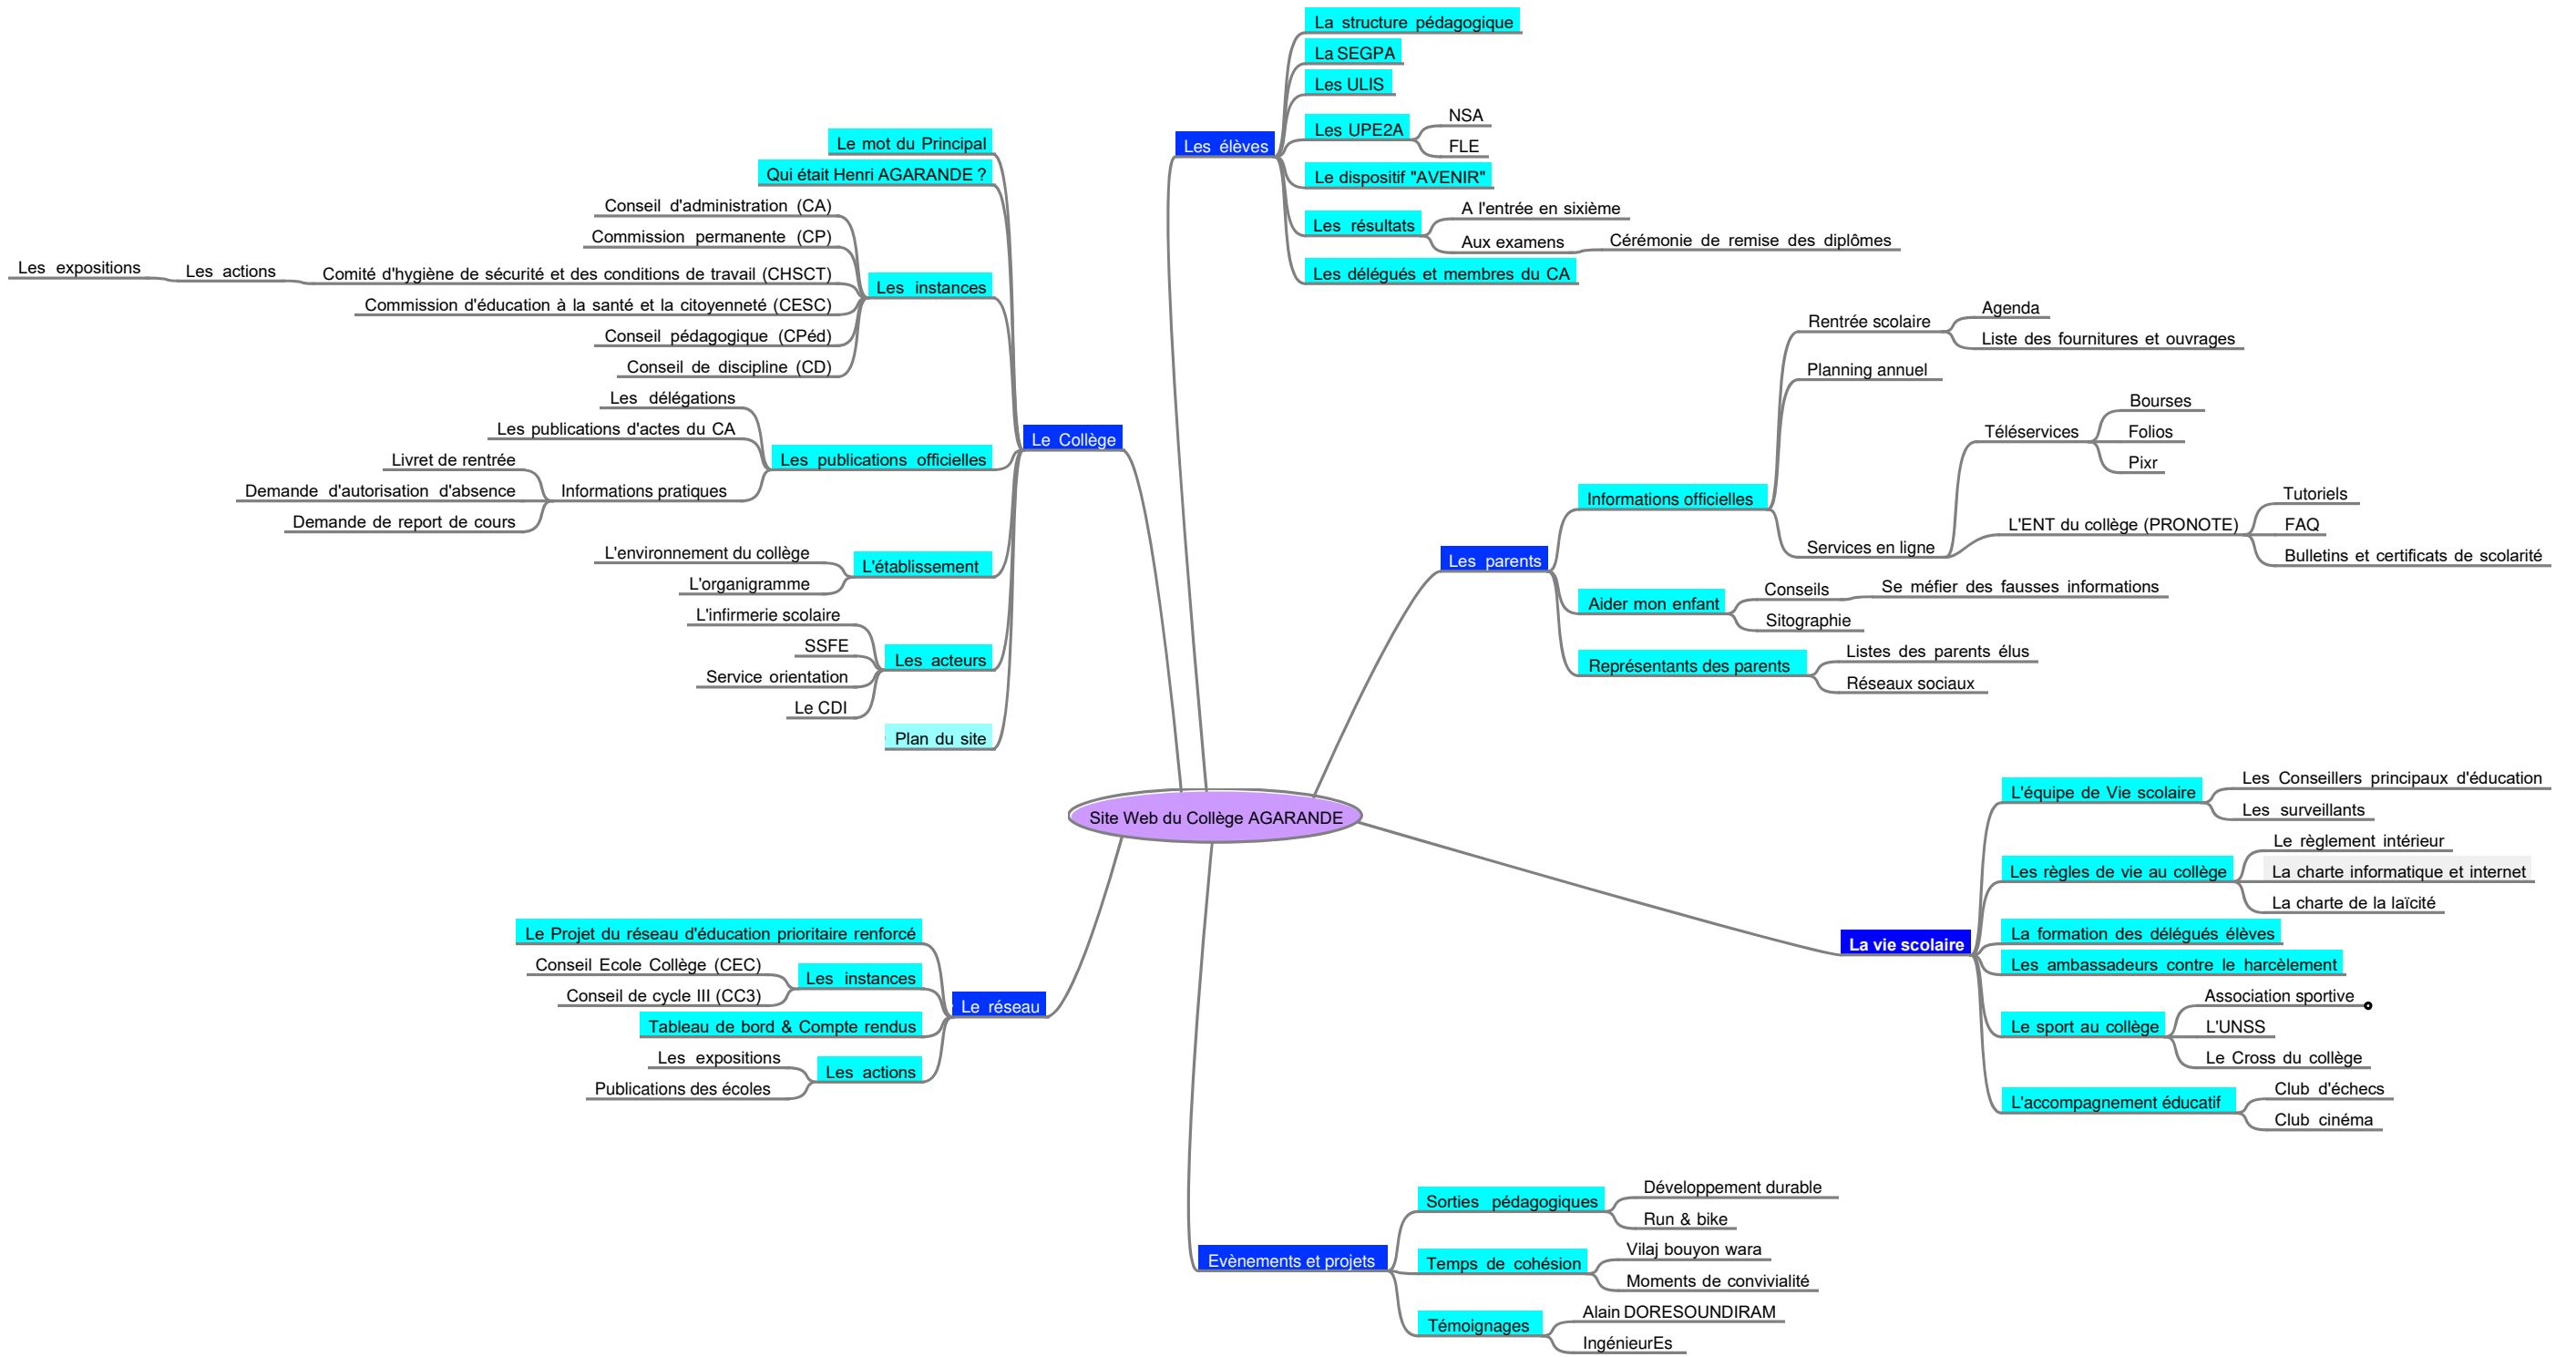 Site Web du Collège AGARANDE
Les élèves
La structure pédagogique
La SEGPA
Les ULIS
Les UPE2A
NSA
FLE
Le dispositif "AVENIR"
Les résultats
A l'entrée en sixième
Aux examens
Cérémonie de remise des diplômes
Les délégués et membres du CA
Les parents
Informations officielles
Rentrée scolaire
Agenda
Liste des fournitures et ouvrages
Planning annuel
Services en ligne
Téléservices
Bourses
Folios
Pixr
L'ENT du collège (PRONOTE)
Tutoriels
FAQ
Bulletins et certificats de scolarité
Aider mon enfant
Conseils
Se méfier des fausses informations
Sitographie
Représentants des parents
Listes des parents élus
Réseaux sociaux
La vie scolaire
L'équipe de Vie scolaire
Les Conseillers principaux d'éducation
Les surveillants
Les règles de vie au collège
Le règlement intérieur
La charte informatique et internet
La charte de la laïcité
La formation des délégués élèves
Les ambassadeurs contre le harcèlement
Le sport au collège
Association sportive
L'UNSS
Le Cross du collège
L'accompagnement éducatif
Club d'échecs
Club cinéma
Evènements et projets
Sorties pédagogiques
Développement durable
Run & bike
Temps de cohésion
Vilaj bouyon wara
Moments de convivialité
Témoignages
Alain DORESOUNDIRAM
IngénieurEs
Le Collège
Le mot du Principal
Qui était Henri AGARANDE ?
Les instances
Conseil d'administration (CA)
Commission permanente (CP)
Comité d'hygiène de sécurité et des conditions de travail (CHSCT)
Les actions
Les expositions
Commission d'éducation à la santé et la citoyenneté (CESC)
Conseil pédagogique (CPéd)
Conseil de discipline (CD)
Les publications officielles
Les délégations
Les publications d'actes du CA
Informations pratiques
Livret de rentrée
Demande d'autorisation d'absence
Demande de report de cours
L'établissement
L'environnement du collège
L'organigramme
Les acteurs
L'infirmerie scolaire
SSFE
Service orientation
Le CDI
Plan du site
Le réseau
Le Projet du réseau d'éducation prioritaire renforcé
Les instances
Conseil Ecole Collège (CEC)
Conseil de cycle III (CC3)
Tableau de bord & Compte rendus
Les actions
Les expositions
Publications des écoles